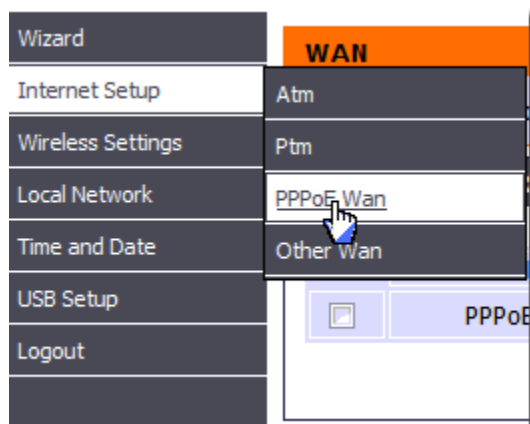 Wizard
Internet Setup
Wireless Settings
Local Network
Time and Date
USB Setup
Logout
WAN
Atm
Ptm
PPPoE Wan
Other Wan
PPPoE